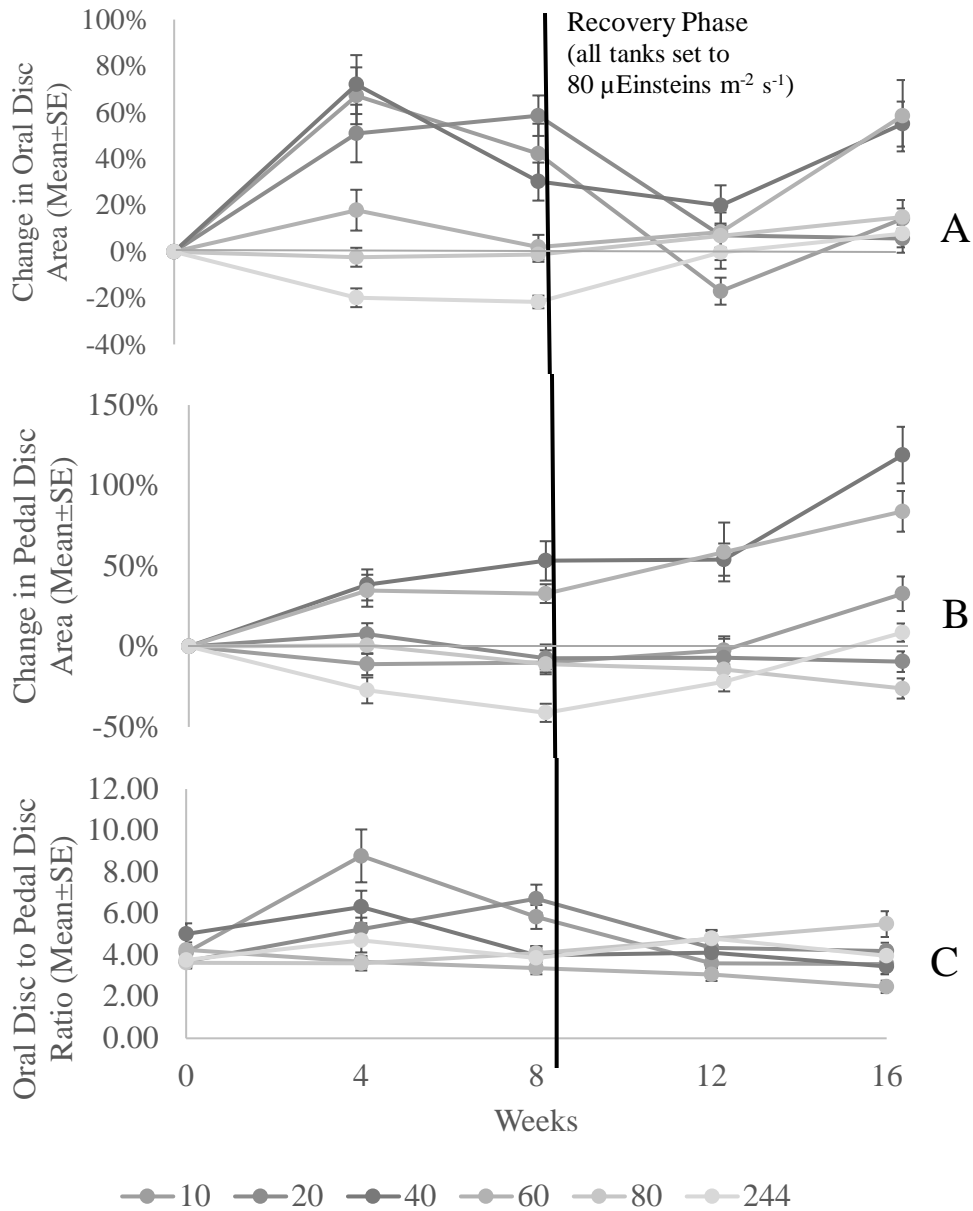 Recovery Phase
(all tanks set to
80 µEinsteins m⁻² s⁻¹)
Change in Oral Disc
Area (Mean±SE)
100%
80%
60%
40%
20%
0%
-20%
-40%
A
Change in Pedal Disc
Area (Mean±SE)
150%
100%
50%
0%
-50%
B
Oral Disc to Pedal Disc
Ratio (Mean±SE)
12.00
10.00
8.00
6.00
4.00
2.00
0.00
C
0 4 8 12 16
Weeks
10 20 40 60 80 244